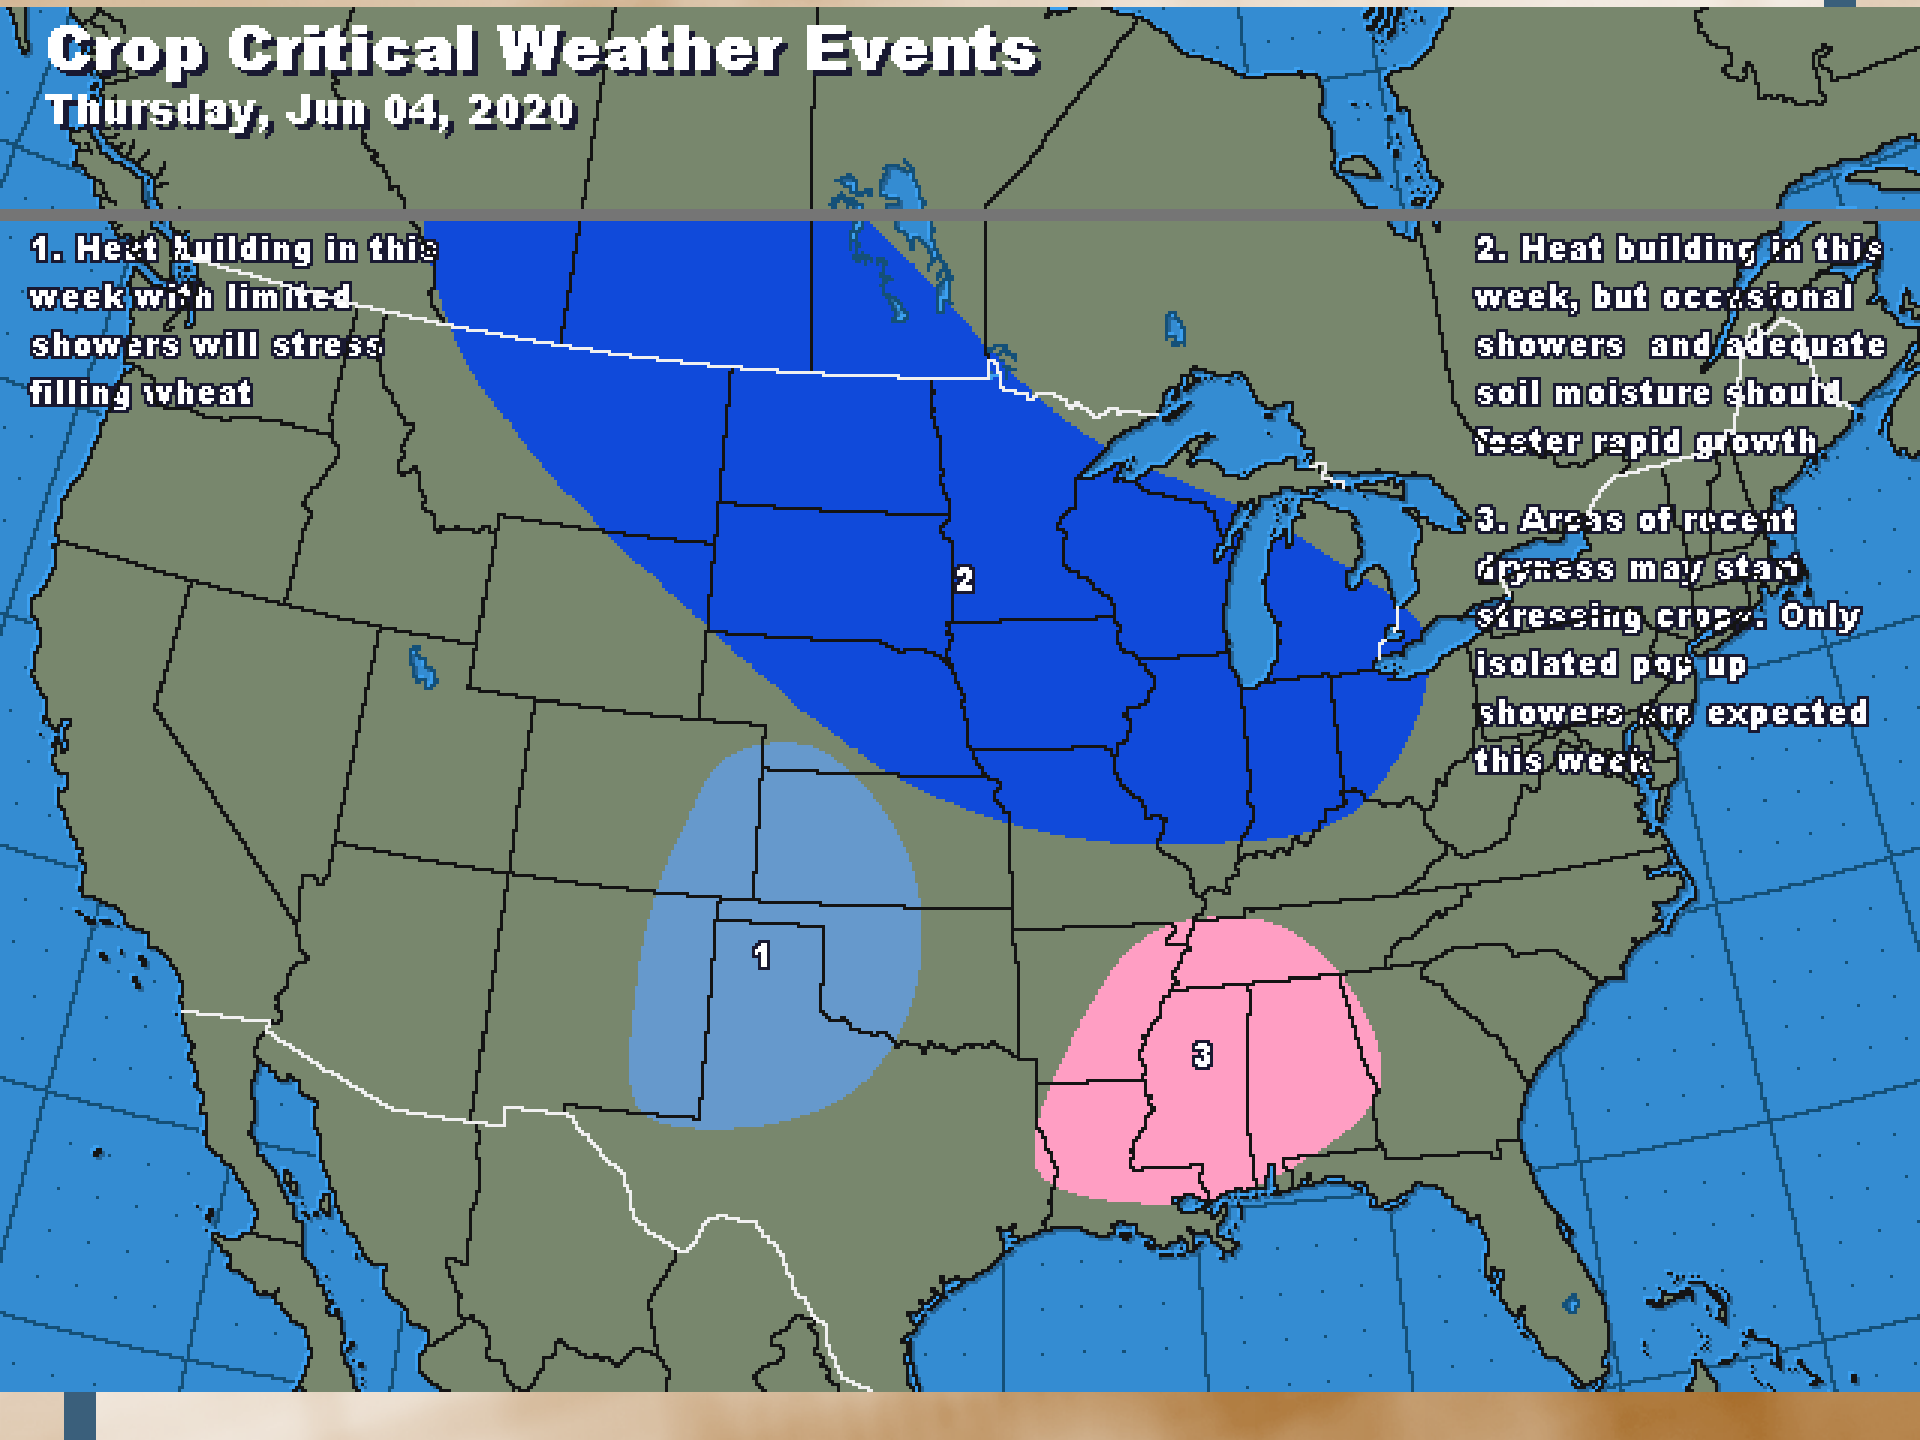 Crop Critical Weather Events
Thursday, Jun 04, 2020
1. Heat building in this
week with limited
showers will stress
filling wheat
2. Heat building in this
week, but occasional
showers and adequate
soil moisture should
foster rapid growth
3. Areas of recent
dryness may start
stressing crops. Only
isolated pop up
showers are expected
this week
2
1
3